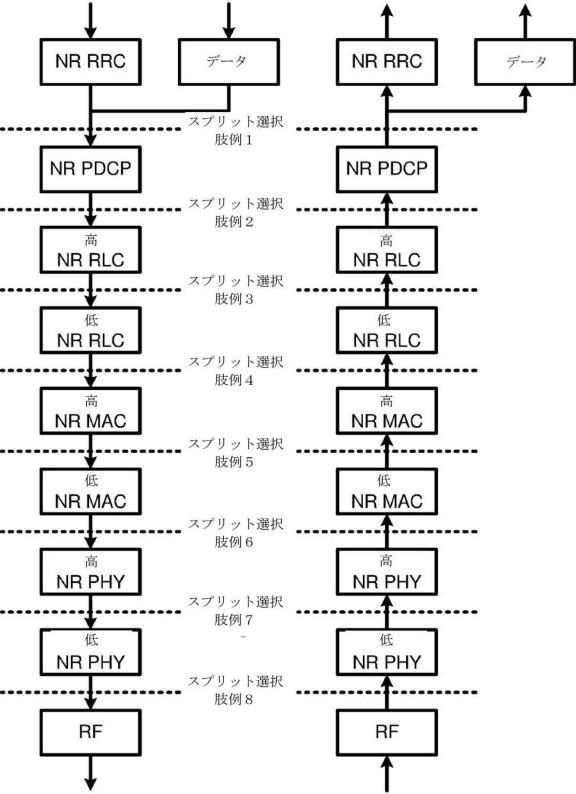 NR RRC
データ
NR RRC
データ
スプリット選択
肢例1
NR PDCP
NR PDCP
スプリット選択
肢例2
高
NR RLC
高
NR RLC
スプリット選択
肢例3
低
NR RLC
低
NR RLC
スプリット選択
肢例4
高
NR MAC
高
NR MAC
スプリット選択
肢例5
低
NR MAC
低
NR MAC
スプリット選択
肢例6
高
NR PHY
高
NR PHY
スプリット選択
肢例7
低
NR PHY
低
NR PHY
スプリット選択
肢例8
RF
RF